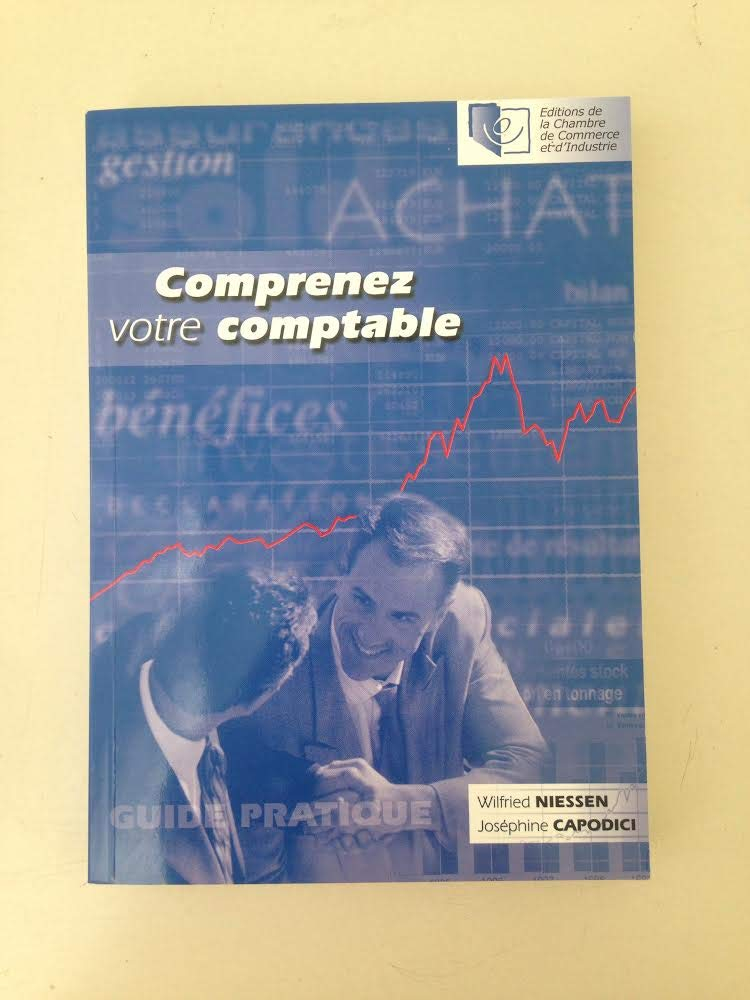 Editions de
la Chambre
de Commerce
et d'Industrie
gestion
ACHAT
Comprenez
votre comptable
bilan
bénéfices
GUIDE PRATIQUE
Wilfried NIESSEN
Joséphine CAPODICI